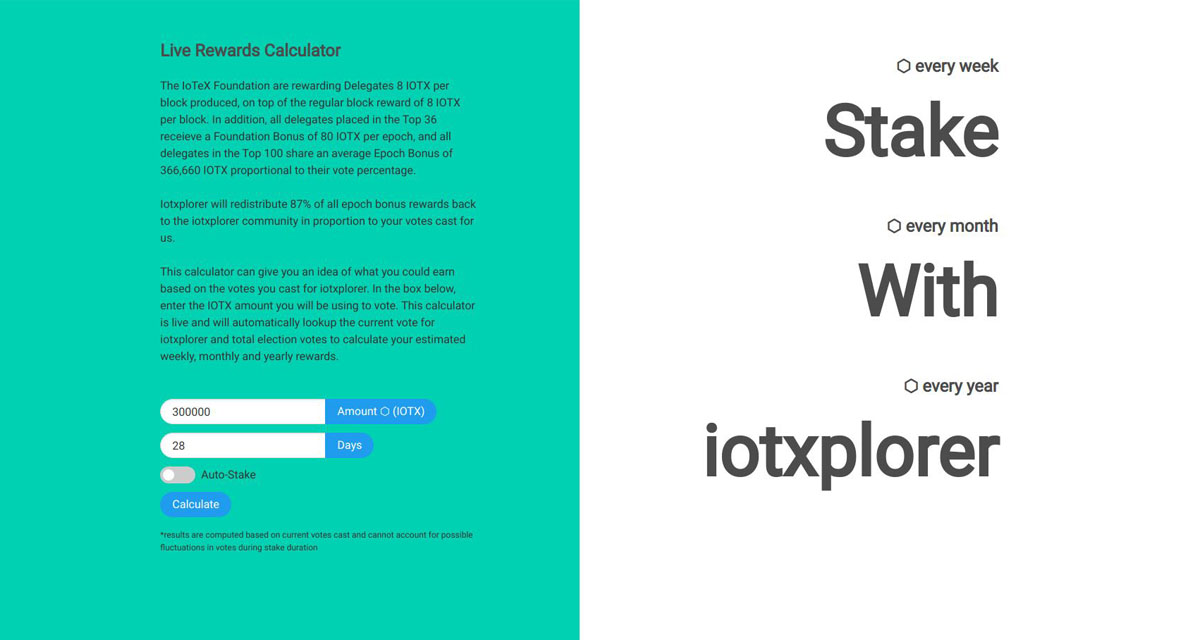 Live Rewards Calculator
The IoTeX Foundation are rewarding Delegates 8 IOTX per
block produced, on top of the regular block reward of 8 IOTX
per block. In addition, all delegates placed in the Top 36
receieve a Foundation Bonus of 80 IOTX per epoch, and all
delegates in the Top 100 share an average Epoch Bonus of
366,660 IOTX proportional to their vote percentage.
Iotxplorer will redistribute 87% of all epoch bonus rewards back
to the iotxplorer community in proportion to your votes cast for
us.
This calculator can give you an idea of what you could earn
based on the votes you cast for iotxplorer. In the box below,
enter the IOTX amount you will be using to vote. This calculator
is live and will automatically lookup the current vote for
iotxplorer and total election votes to calculate your estimated
weekly, monthly and yearly rewards.
300000 Amount ⬡ (IOTX)
28 Days
Auto-Stake
Calculate
*results are computed based on current votes cast and cannot account for possible
fluctuations in votes during stake duration
⬡ every week
Stake
⬡ every month
With
⬡ every year
iotxplorer